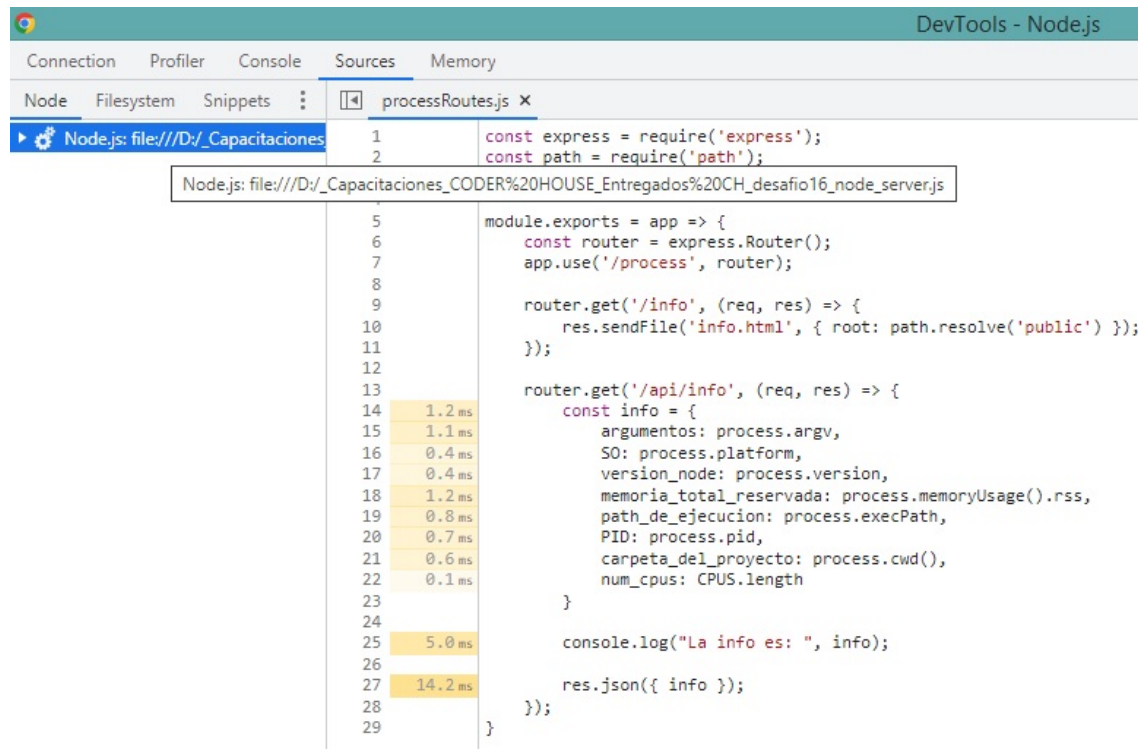 DevTools - Node.js
Connection Profiler Console Sources Memory
Node Filesystem Snippets processRoutes.js ×
Node.js: file:///D:/_Capacitaciones
Node.js: file:///D:/_Capacitaciones_CODER%20HOUSE_Entregados%20CH_desafio16_node_server.js
1 const express = require('express');
2 const path = require('path');
5 module.exports = app => {
6 const router = express.Router();
7 app.use('/process', router);
8
9 router.get('/info', (req, res) => {
10 res.sendFile('info.html', { root: path.resolve('public') });
11 });
12
13 router.get('/api/info', (req, res) => {
14 1.2 ms const info = {
15 1.1 ms argumentos: process.argv,
16 0.4 ms SO: process.platform,
17 0.4 ms version_node: process.version,
18 1.2 ms memoria_total_reservada: process.memoryUsage().rss,
19 0.8 ms path_de_ejecucion: process.execPath,
20 0.7 ms PID: process.pid,
21 0.6 ms carpeta_del_proyecto: process.cwd(),
22 0.1 ms num_cpus: CPUS.length
23 }
24
25 5.0 ms console.log("La info es: ", info);
26
27 14.2 ms res.json({ info });
28 });
29 }